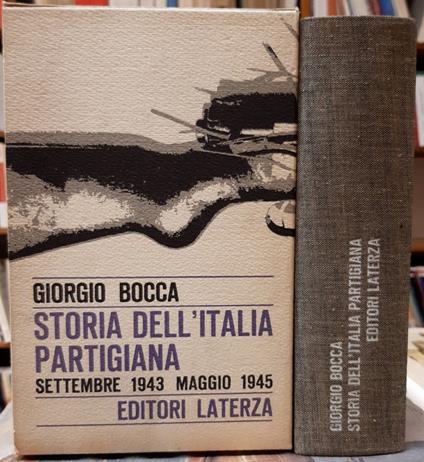 GIORGIO BOCCA
STORIA DELL'ITALIA
PARTIGIANA
SETTEMBRE 1943 MAGGIO 1945
EDITORI LATERZA
GIORGIO BOCCA
STORIA DELL'ITALIA PARTIGIANA
EDITORI LATERZA